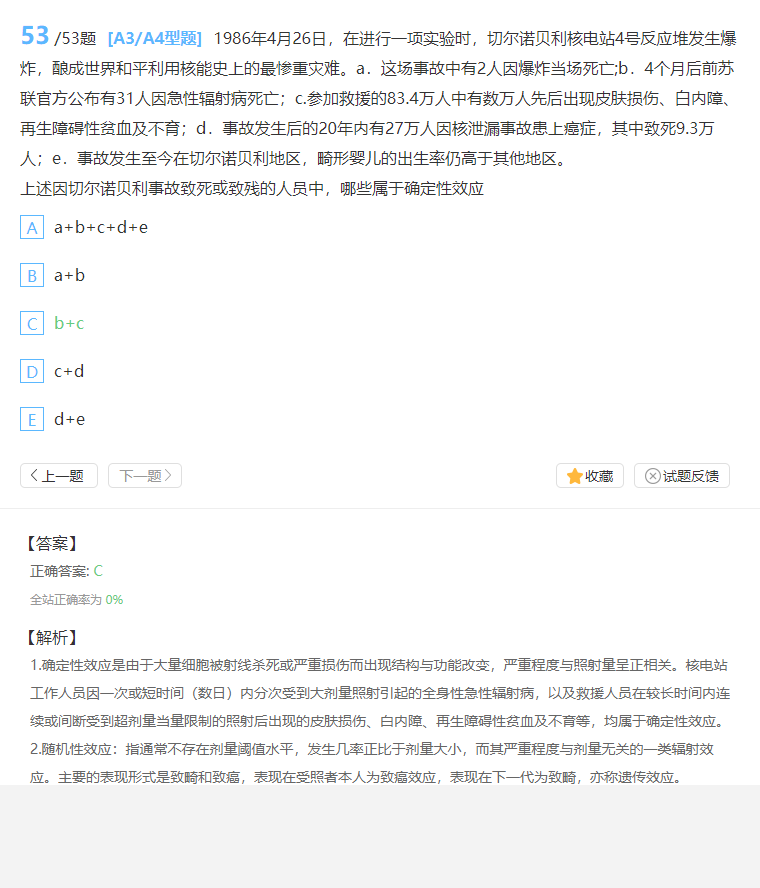 53 /53题 [A3/A4型题] 1986年4月26日，在进行一项实验时，切尔诺贝利核电站4号反应堆发生爆
炸，酿成世界和平利用核能史上的最惨重灾难。a．这场事故中有2人因爆炸当场死亡;b．4个月后前苏
联官方公布有31人因急性辐射病死亡；c.参加救援的83.4万人中有数万人先后出现皮肤损伤、白内障、
再生障碍性贫血及不育；d．事故发生后的20年内有27万人因核泄漏事故患上癌症，其中致死9.3万
人；e．事故发生至今在切尔诺贝利地区，畸形婴儿的出生率仍高于其他地区。
上述因切尔诺贝利事故致死或致残的人员中，哪些属于确定性效应
A a+b+c+d+e
B a+b
C b+c
D c+d
E d+e
上一题 下一题 收藏 试题反馈
【答案】
正确答案: C
全站正确率为 0%
【解析】
1.确定性效应是由于大量细胞被射线杀死或严重损伤而出现结构与功能改变，严重程度与照射量呈正相关。核电站
工作人员因一次或短时间（数日）内分次受到大剂量照射引起的全身性急性辐射病，以及救援人员在较长时间内连
续或间断受到超剂量当量限制的照射后出现的皮肤损伤、白内障、再生障碍性贫血及不育等，均属于确定性效应。
2.随机性效应：指通常不存在剂量阈值水平，发生几率正比于剂量大小，而其严重程度与剂量无关的一类辐射效
应。主要的表现形式是致畸和致癌，表现在受照者本人为致癌效应，表现在下一代为致畸，亦称遗传效应。